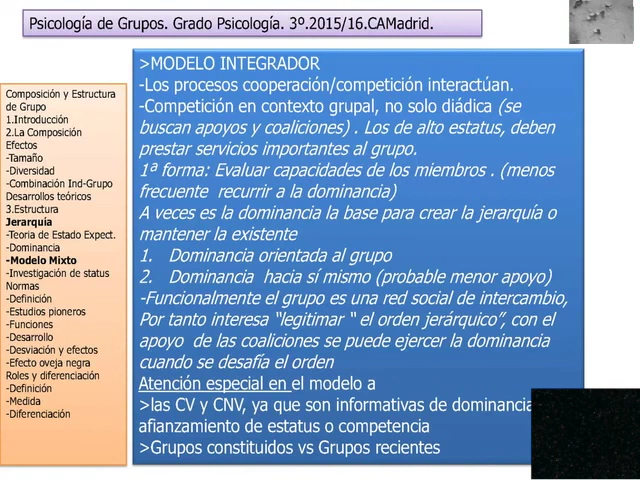 Psicología de Grupos. Grado Psicología. 3º.2015/16.CAMadrid.
Composición y Estructura
de Grupo
1.Introducción
2.La Composición
Efectos
-Tamaño
-Diversidad
-Combinación Ind-Grupo
Desarrollos teóricos
3.Estructura
Jerarquía
-Teoria de Estado Expect.
-Dominancia
-Modelo Mixto
-Investigación de status
Normas
-Definición
-Estudios pioneros
-Funciones
-Desarrollo
-Desviación y efectos
-Efecto oveja negra
Roles y diferenciación
-Definición
-Medida
-Diferenciación
>MODELO INTEGRADOR
-Los procesos cooperación/competición interactúan.
-Competición en contexto grupal, no solo diádica (se
buscan apoyos y coaliciones) . Los de alto estatus, deben
prestar servicios importantes al grupo.
1ª forma: Evaluar capacidades de los miembros . (menos
frecuente recurrir a la dominancia)
A veces es la dominancia la base para crear la jerarquía o
mantener la existente
1. Dominancia orientada al grupo
2. Dominancia hacia sí mismo (probable menor apoyo)
-Funcionalmente el grupo es una red social de intercambio,
Por tanto interesa "legitimar " el orden jerárquico", con el
apoyo de las coaliciones se puede ejercer la dominancia
cuando se desafía el orden
Atención especial en el modelo a
>las CV y CNV, ya que son informativas de dominancia
afianzamiento de estatus o competencia
>Grupos constituidos vs Grupos recientes